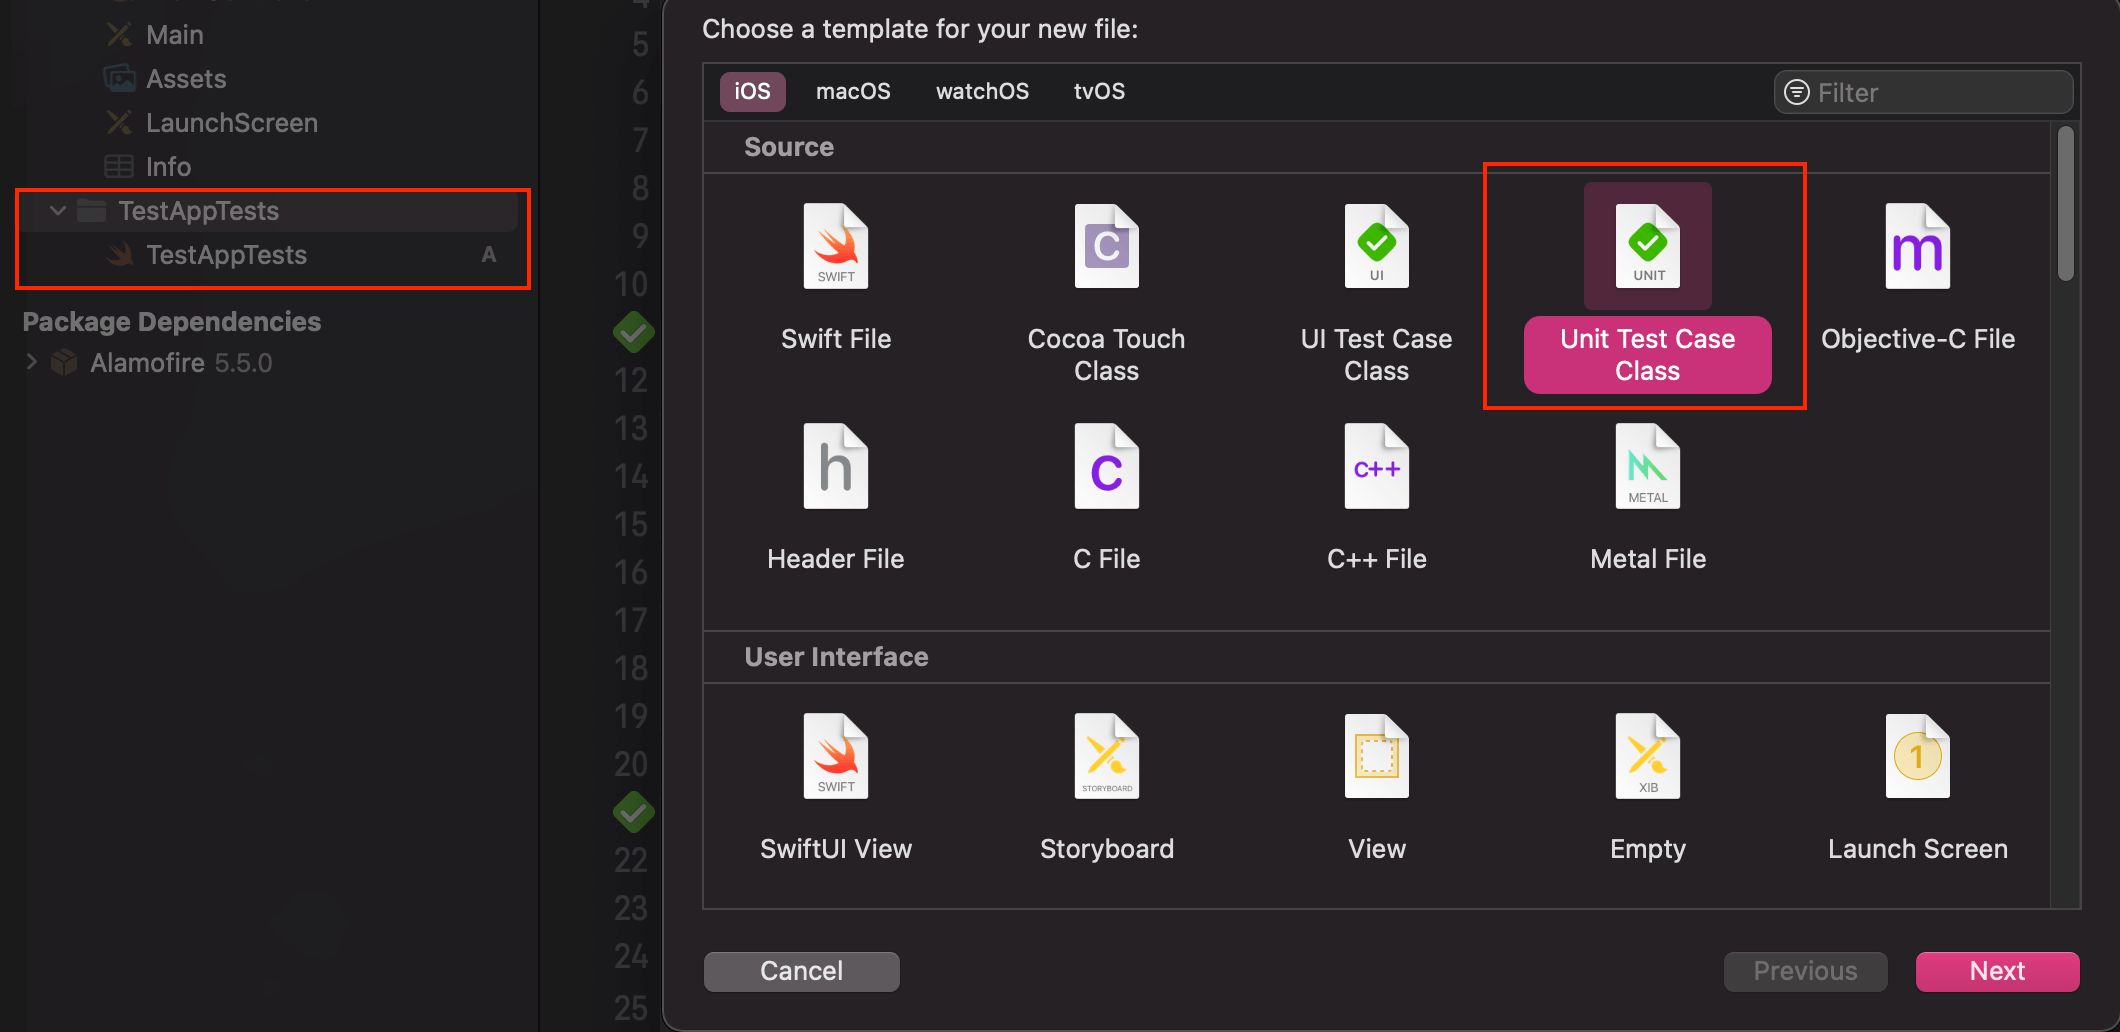 Main
Assets
LaunchScreen
Info
TestAppTests
TestAppTests A
Package Dependencies
Alamofire 5.5.0
5
6
7
8
9
10
12
13
14
15
16
17
18
19
20
22
23
24
25
Choose a template for your new file:
iOS macOS watchOS tvOS Filter
Source
SWIFT C UI UNIT m
Swift File
Cocoa Touch
Class
UI Test Case
Class
Unit Test Case
Class
Objective-C File
h C C++ METAL
Header File C File C++ File Metal File
User Interface
SWIFT STORYBOARD XIB 1
SwiftUI View Storyboard View Empty Launch Screen
Cancel Previous Next